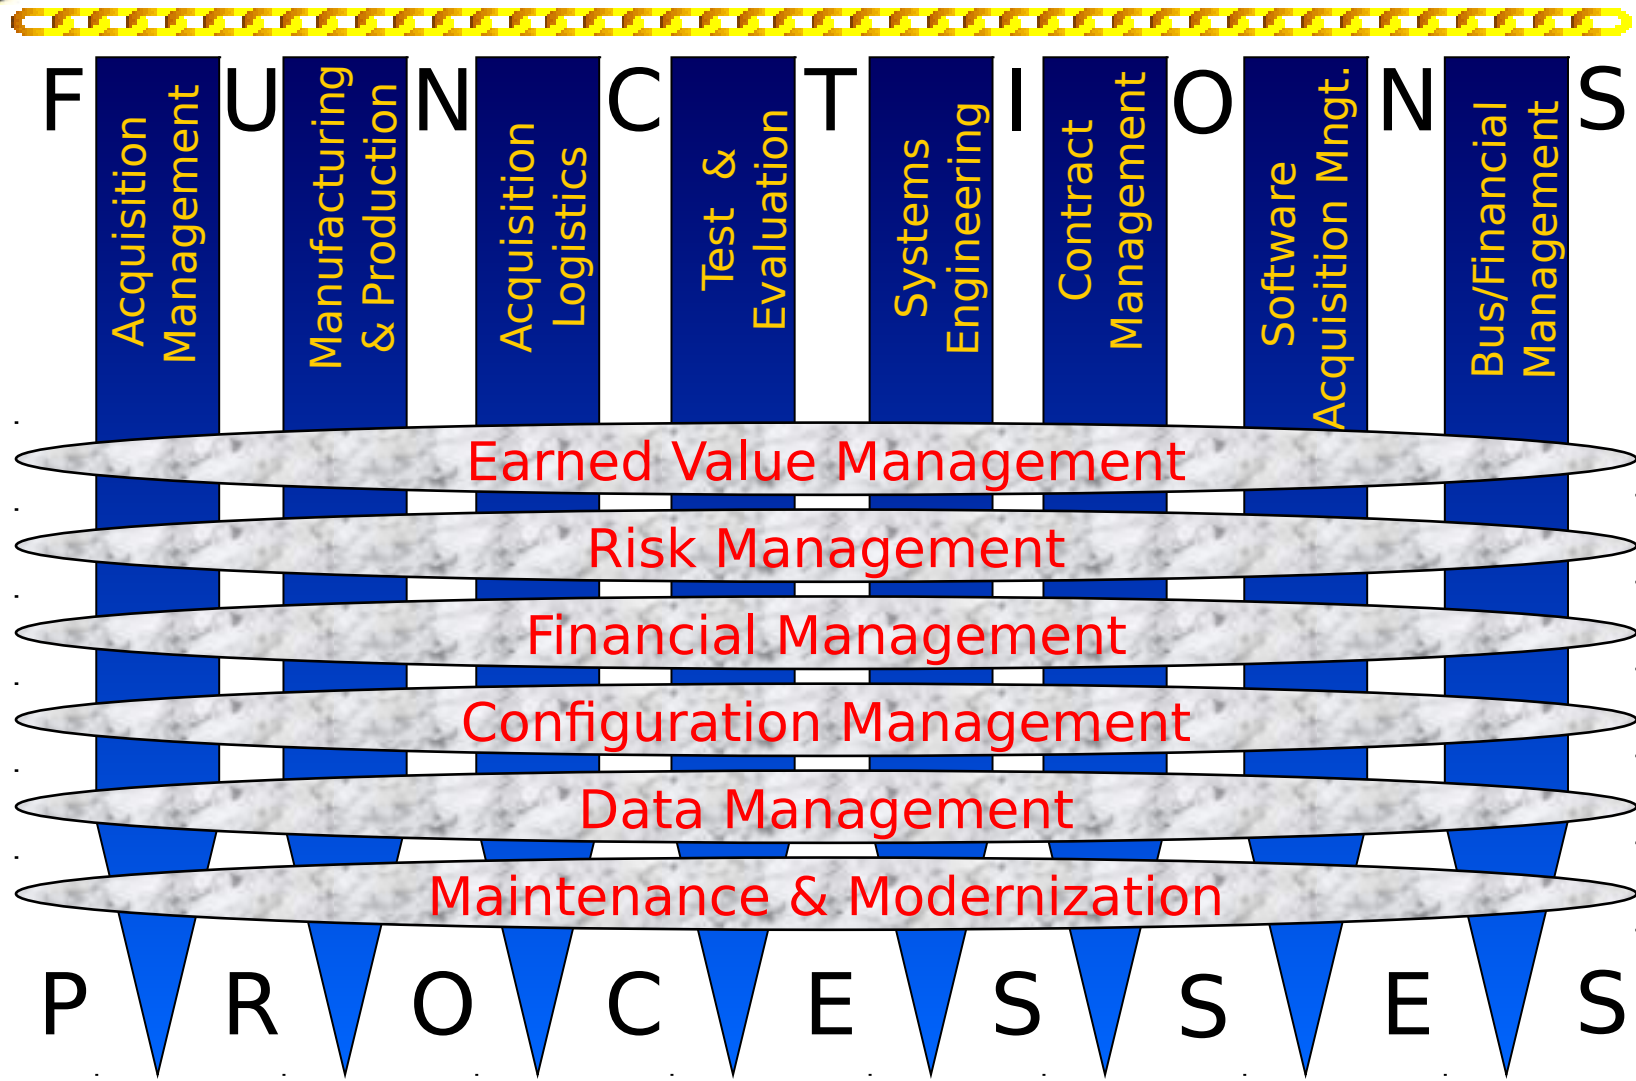 FUNCTIONS
Acquisition
Management
Manufacturing
& Production
Acquisition
Logistics
Test &
Evaluation
Systems
Engineering
Contract
Management
Software
Acquisition Mngt.
Bus/Financial
Management
Earned Value Management
Risk Management
Financial Management
Configuration Management
Data Management
Maintenance & Modernization
PROCESSES